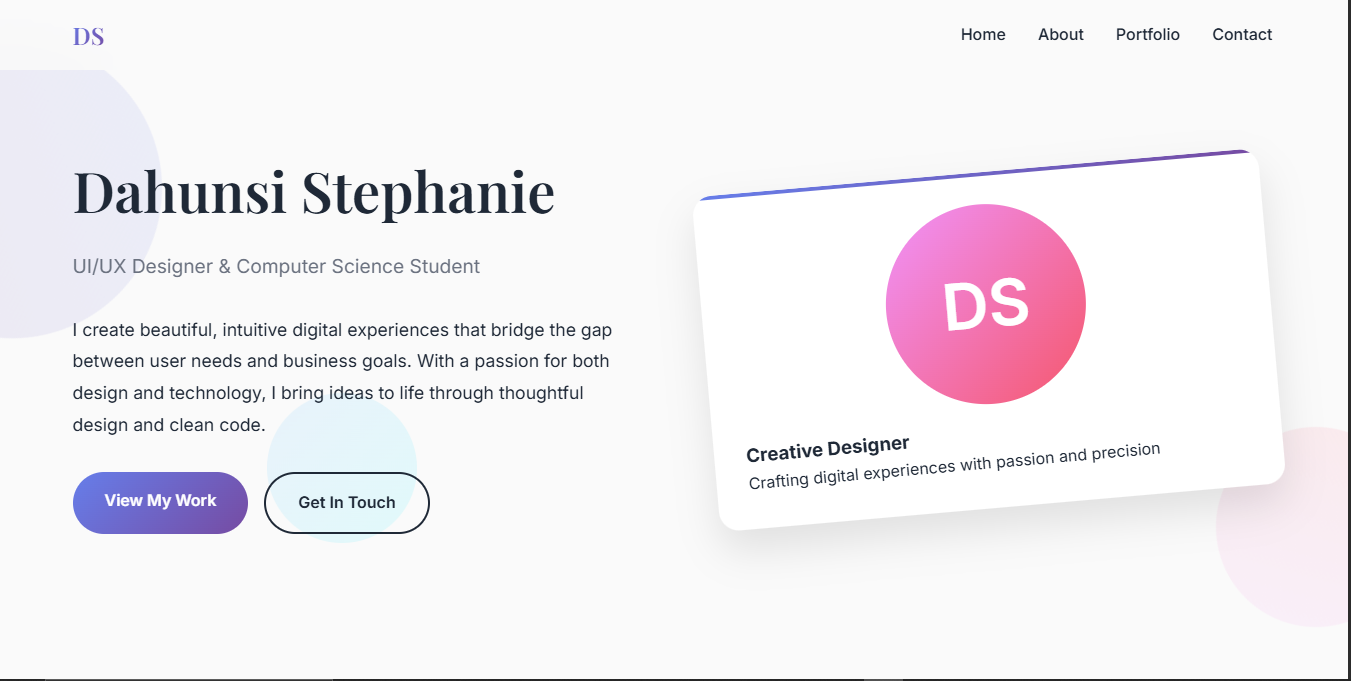 DS
Home About Portfolio Contact
Dahunsi Stephanie
UI/UX Designer & Computer Science Student
I create beautiful, intuitive digital experiences that bridge the gap
between user needs and business goals. With a passion for both
design and technology, I bring ideas to life through thoughtful
design and clean code.
View My Work
Get In Touch
DS
Creative Designer
Crafting digital experiences with passion and precision